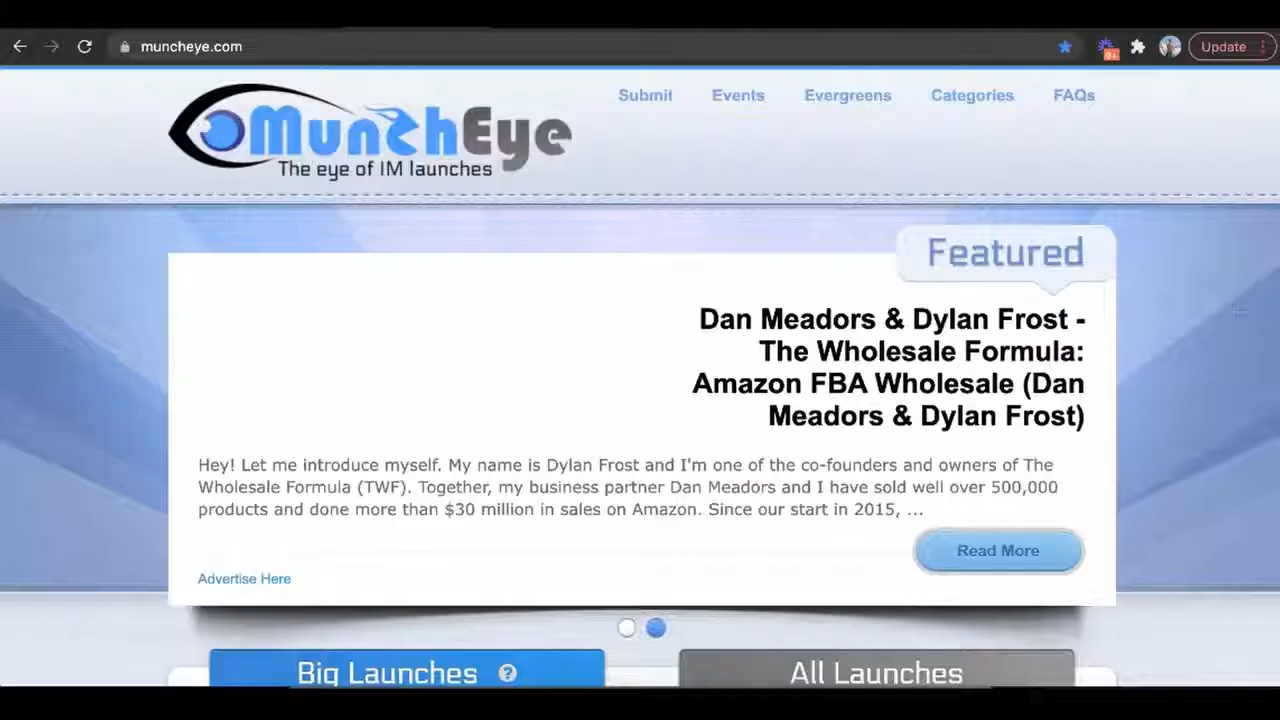 muncheye.com
Update
Submit Events Evergreens Categories FAQs
MunchEye
The eye of IM launches
Featured
Dan Meadors & Dylan Frost -
The Wholesale Formula:
Amazon FBA Wholesale (Dan
Meadors & Dylan Frost)
Hey! Let me introduce myself. My name is Dylan Frost and I'm one of the co-founders and owners of The
Wholesale Formula (TWF). Together, my business partner Dan Meadors and I have sold well over 500,000
products and done more than $30 million in sales on Amazon. Since our start in 2015, ...
Read More
Advertise Here
Big Launches ?
All Launches